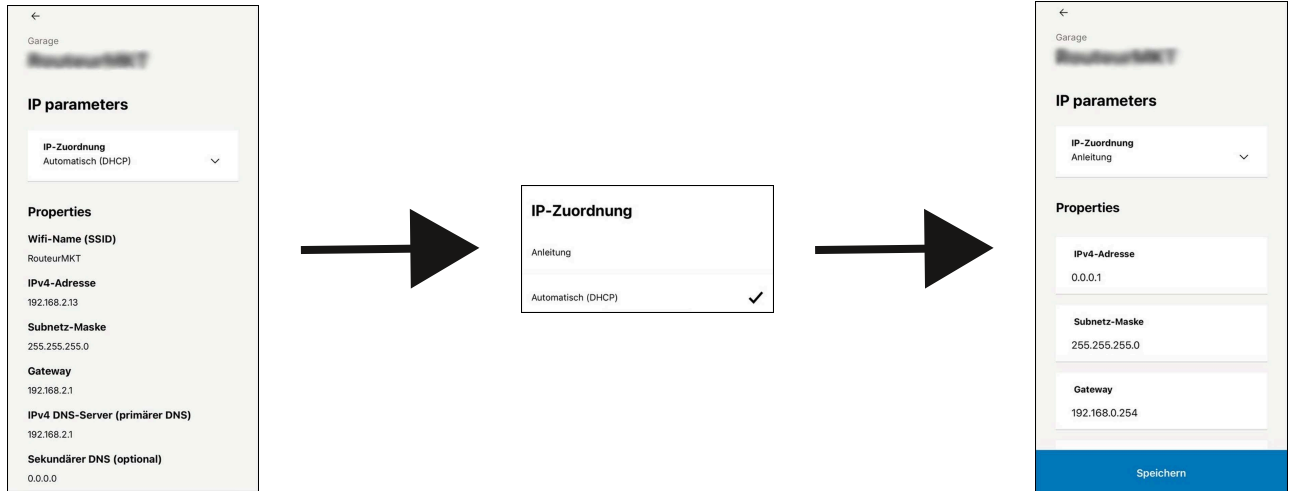 ←
Garage
IP parameters
IP-Zuordnung
Automatisch (DHCP)
Properties
Wifi-Name (SSID)
RouteurMKT
IPv4-Adresse
192.168.2.13
Subnetz-Maske
255.255.255.0
Gateway
192.168.2.1
IPv4 DNS-Server (primärer DNS)
192.168.2.1
Sekundärer DNS (optional)
0.0.0.0
IP-Zuordnung
Anleitung
Automatisch (DHCP)
←
Garage
IP parameters
IP-Zuordnung
Anleitung
Properties
IPv4-Adresse
0.0.0.1
Subnetz-Maske
255.255.255.0
Gateway
192.168.0.254
Speichern